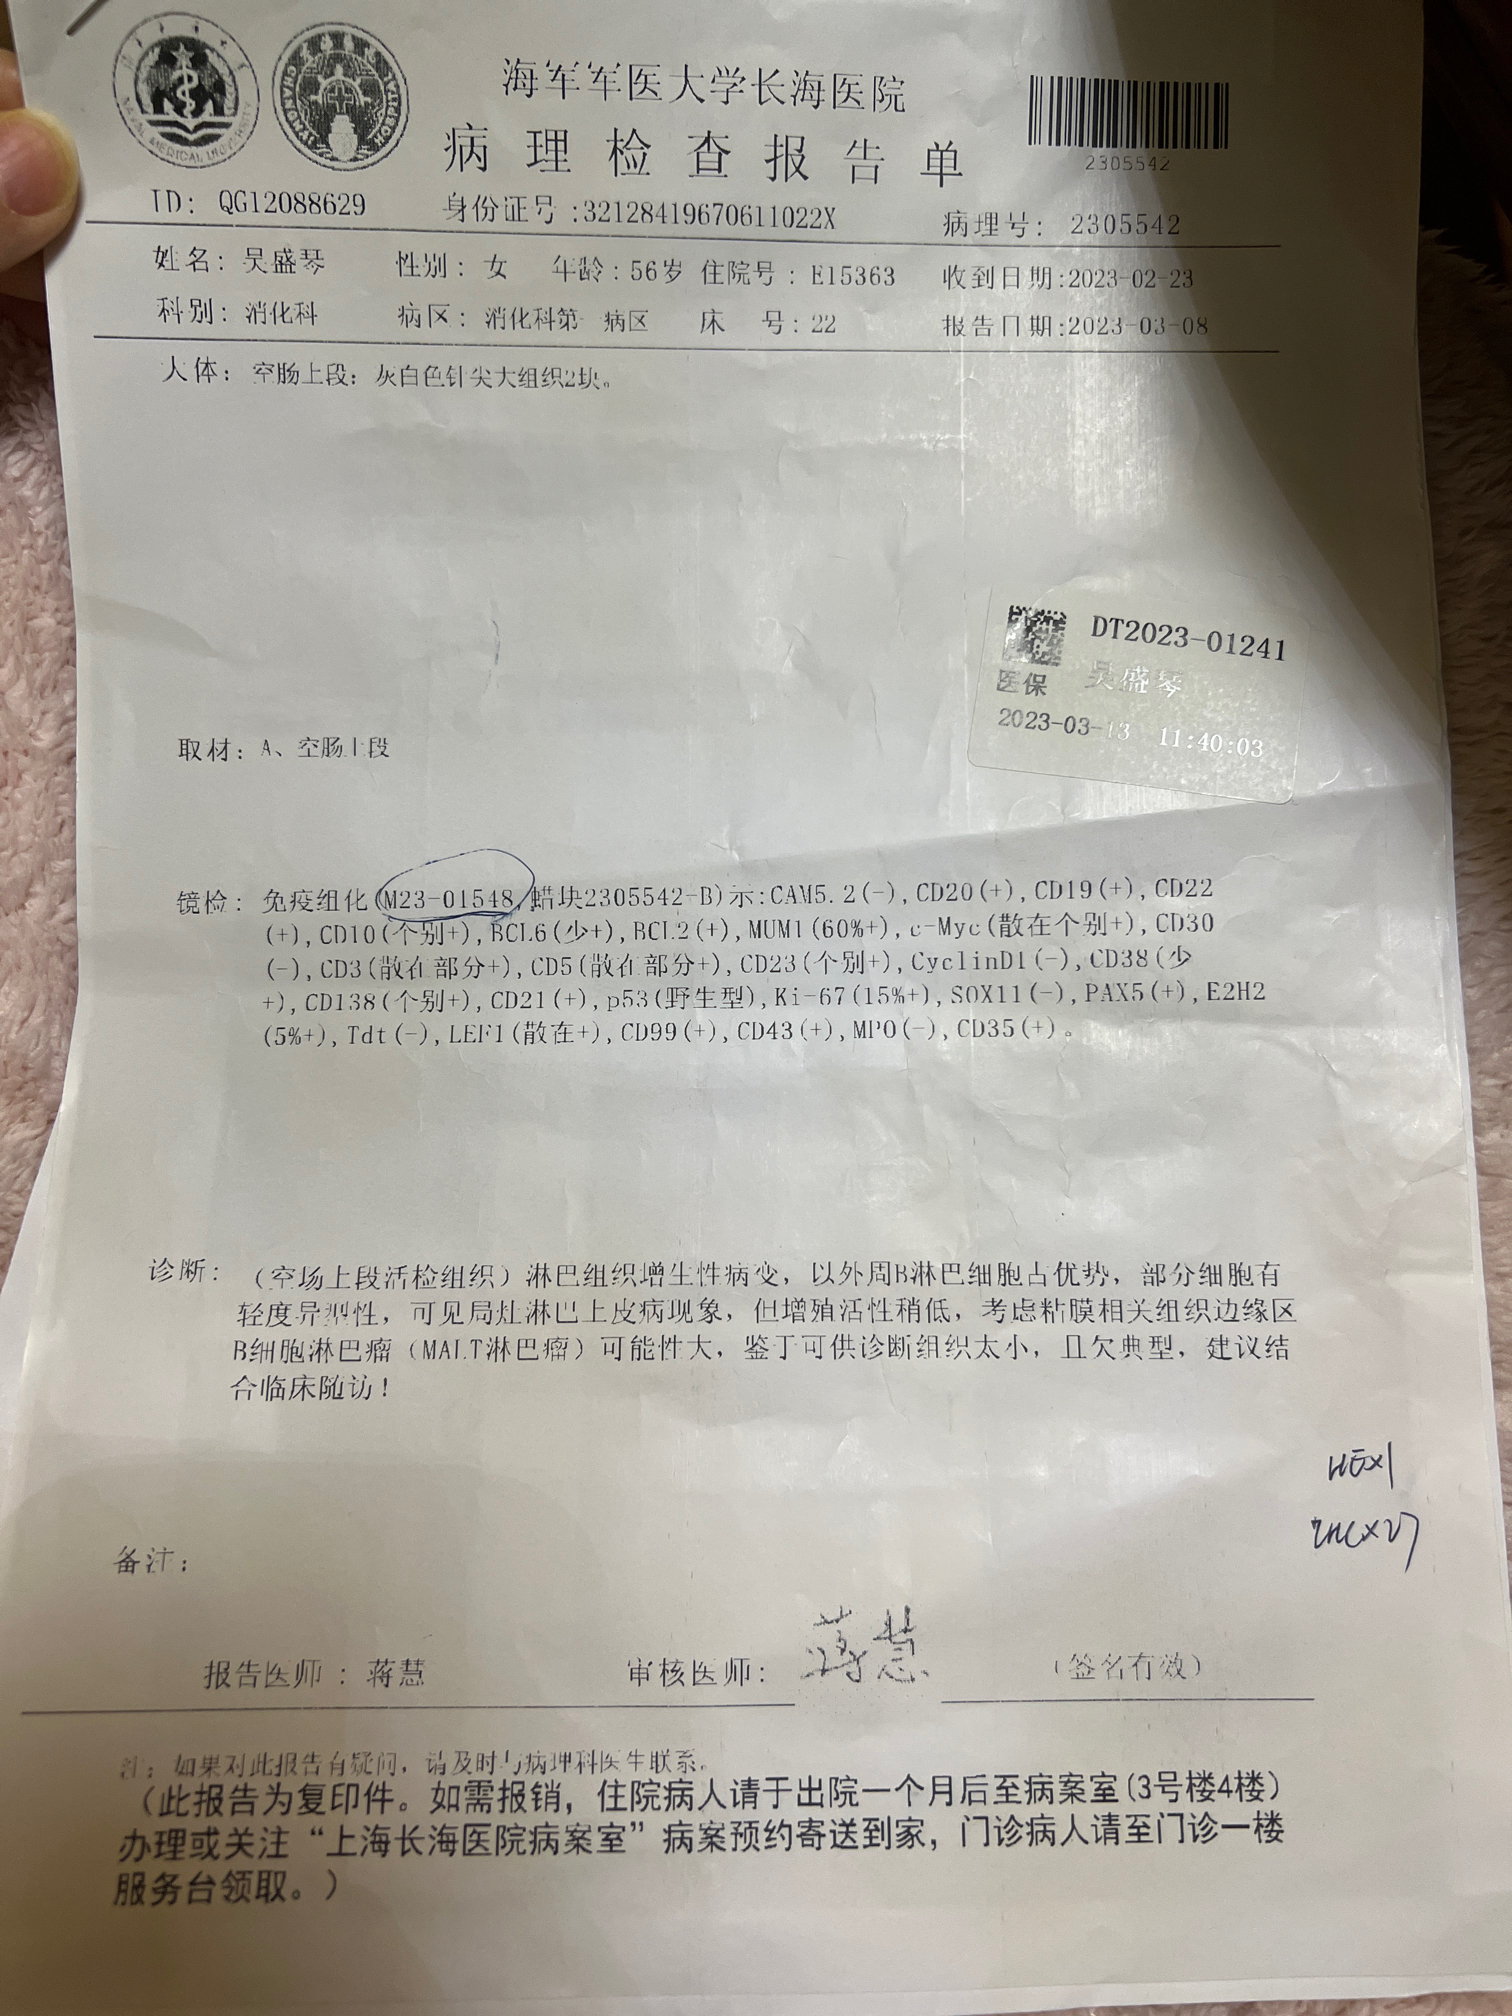 海军军医大学长海医院
病理检查报告单
2305542
NAVAL MEDICAL UNIVERSITY
CHANGHAI HOSPITAL
ID: QG12088629 身份证号:32128419670611022X 病理号: 2305542
姓名: 吴盛琴 性别: 女 年龄:56岁 住院号: E15363 收到日期:2023-02-23
科别: 消化科 病区: 消化科第一病区 床 号:22 报告日期:2023-03-08
大体: 空肠上段: 灰白色针尖大组织2块。
DT2023-01241
医保 吴盛琴
2023-03-13 11:40:03
取材: A、空肠上段
镜检: 免疫组化(M23-01548, 蜡块2305542-B)示:CAM5.2(-),CD20(+),CD19(+),CD22
(+),CD10(个别+),BCL6(少+),BCL2(+),MUM1(60%+),c-Myc(散在个别+),CD30
(-),CD3(散在部分+),CD5(散在部分+),CD23(个别+),CyclinD1(-),CD38(少
+),CD138(个别+),CD21(+),p53(野生型),Ki-67(15%+),SOX11(-),PAX5(+),E2H2
(5%+),Tdt(-),LEF1(散在+),CD99(+),CD43(+),MPO(-),CD35(+)。
诊断: (空场上段活检组织)淋巴组织增生性病变, 以外周B淋巴细胞占优势, 部分细胞有
轻度异型性, 可见局灶淋巴上皮病现象, 但增殖活性稍低, 考虑粘膜相关组织边缘区
B细胞淋巴瘤(MALT淋巴瘤)可能性大, 鉴于可供诊断组织太小, 且欠典型, 建议结
合临床随访!
HE×1
IHC×27
备注:
报告医师: 蒋慧 审核医师: 蒋慧 (签名有效)
注: 如果对此报告有疑问, 请及时与病理科医生联系。
(此报告为复印件。如需报销, 住院病人请于出院一个月后至病案室(3号楼4楼)
办理或关注“上海长海医院病案室”病案预约寄送到家, 门诊病人请至门诊一楼
服务台领取。)